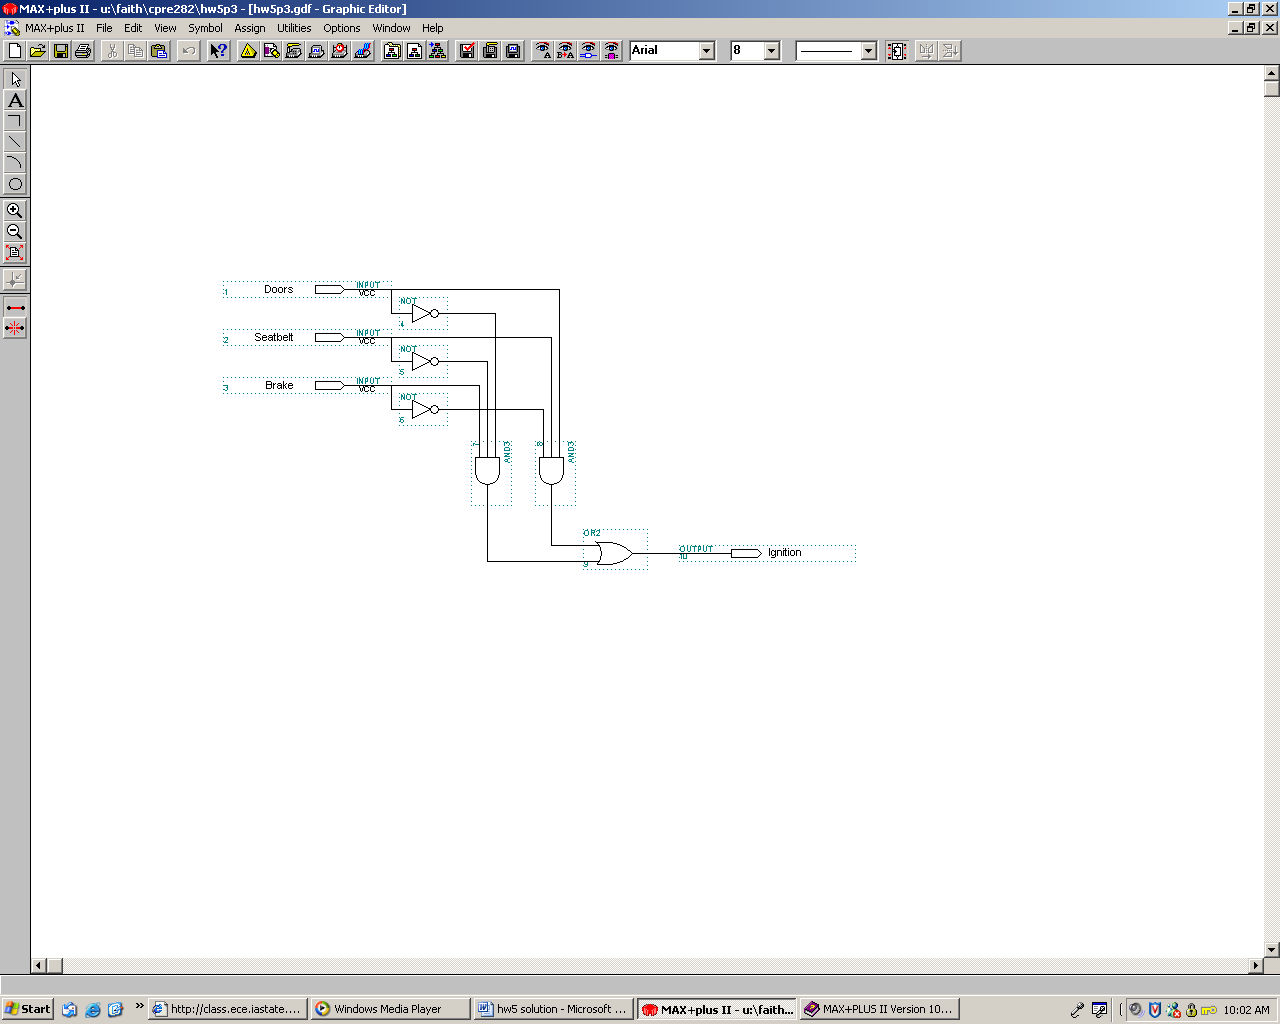 MAX+plus II - u:\faith\cpre282\hw5p3 - [hw5p3.gdf - Graphic Editor]
MAX+plus II File Edit View Symbol Assign Utilities Options Window Help
Arial 8
1 Doors INPUT VCC
NOT
4
2 Seatbelt INPUT VCC
NOT
5
3 Brake INPUT VCC
NOT
6
7 AND3 8 AND3
OR2
9
OUTPUT
10
Ignition
Start » http://class.ece.iastate.... Windows Media Player hw5 solution - Microsoft ... MAX+plus II - u:\faith... MAX+PLUS II Version 10... 10:02 AM